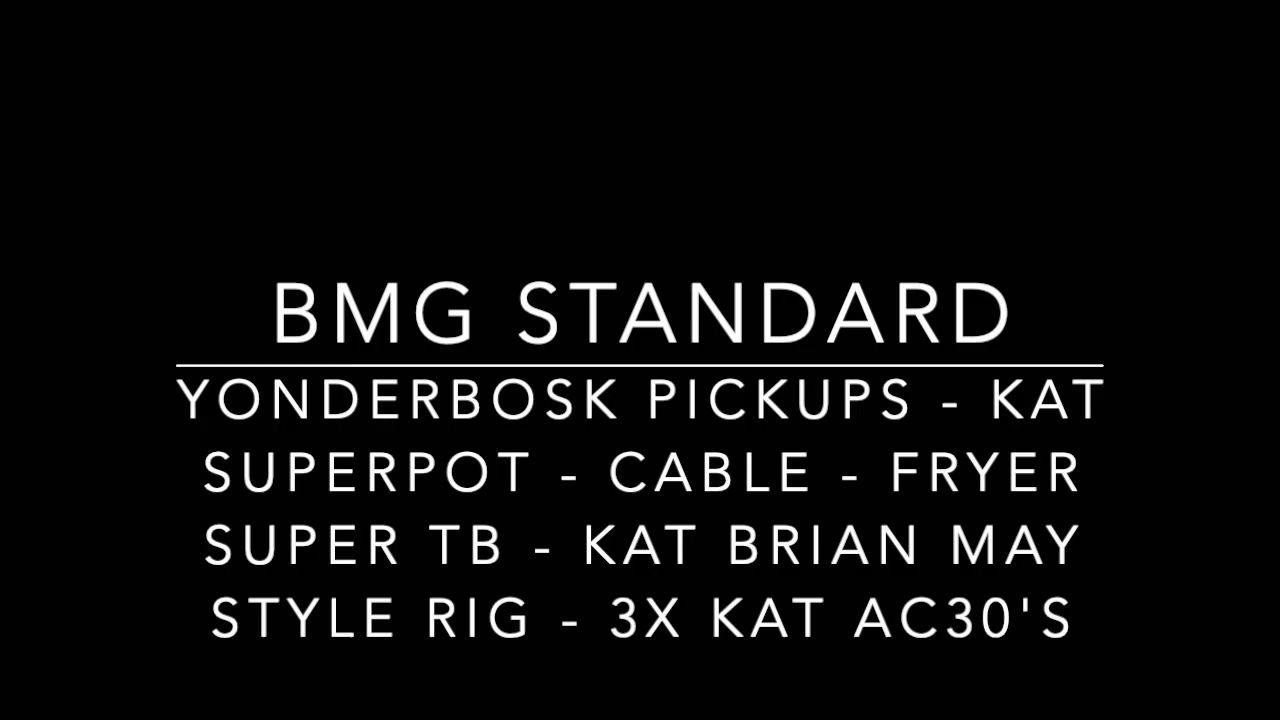 BMG STANDARD
YONDERBOSK PICKUPS - KAT
SUPERPOT - CABLE - FRYER
SUPER TB - KAT BRIAN MAY
STYLE RIG - 3X KAT AC30'S